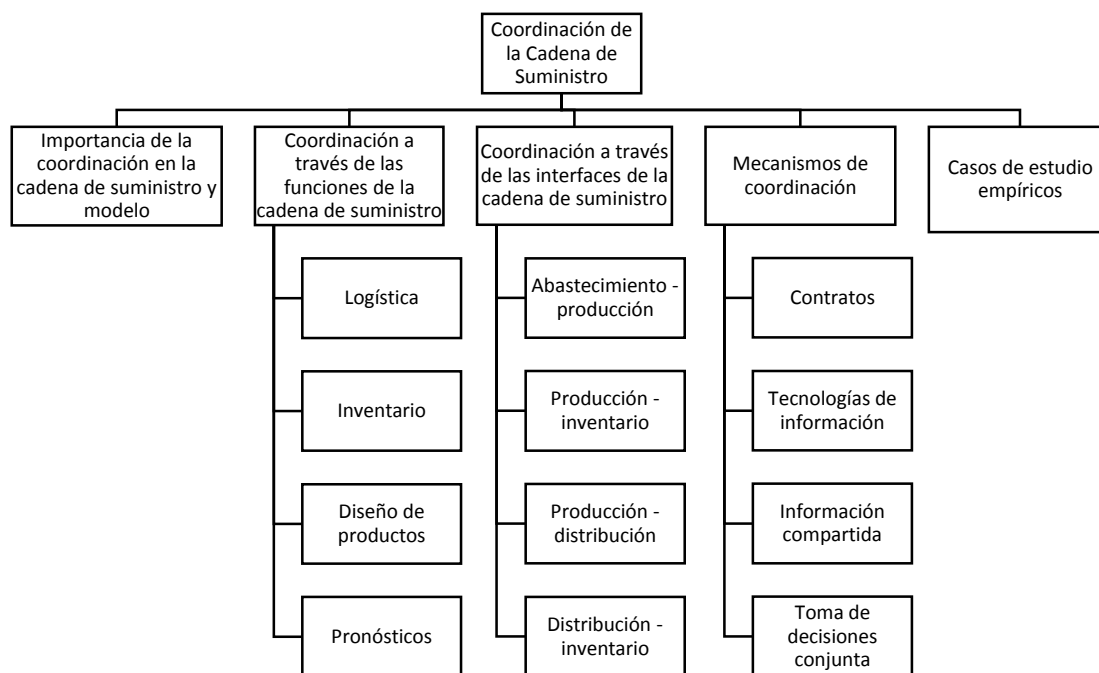 Coordinación de
la Cadena de
Suministro
Importancia de la
coordinación en la
cadena de suministro y
modelo
Coordinación a
través de las
funciones de la
cadena de suministro
Coordinación a través
de las interfaces de la
cadena de suministro
Mecanismos de
coordinación
Casos de estudio
empíricos
Logística
Inventario
Diseño de
productos
Pronósticos
Abastecimiento -
producción
Producción -
inventario
Producción -
distribución
Distribución -
inventario
Contratos
Tecnologías de
información
Información
compartida
Toma de
decisiones
conjunta